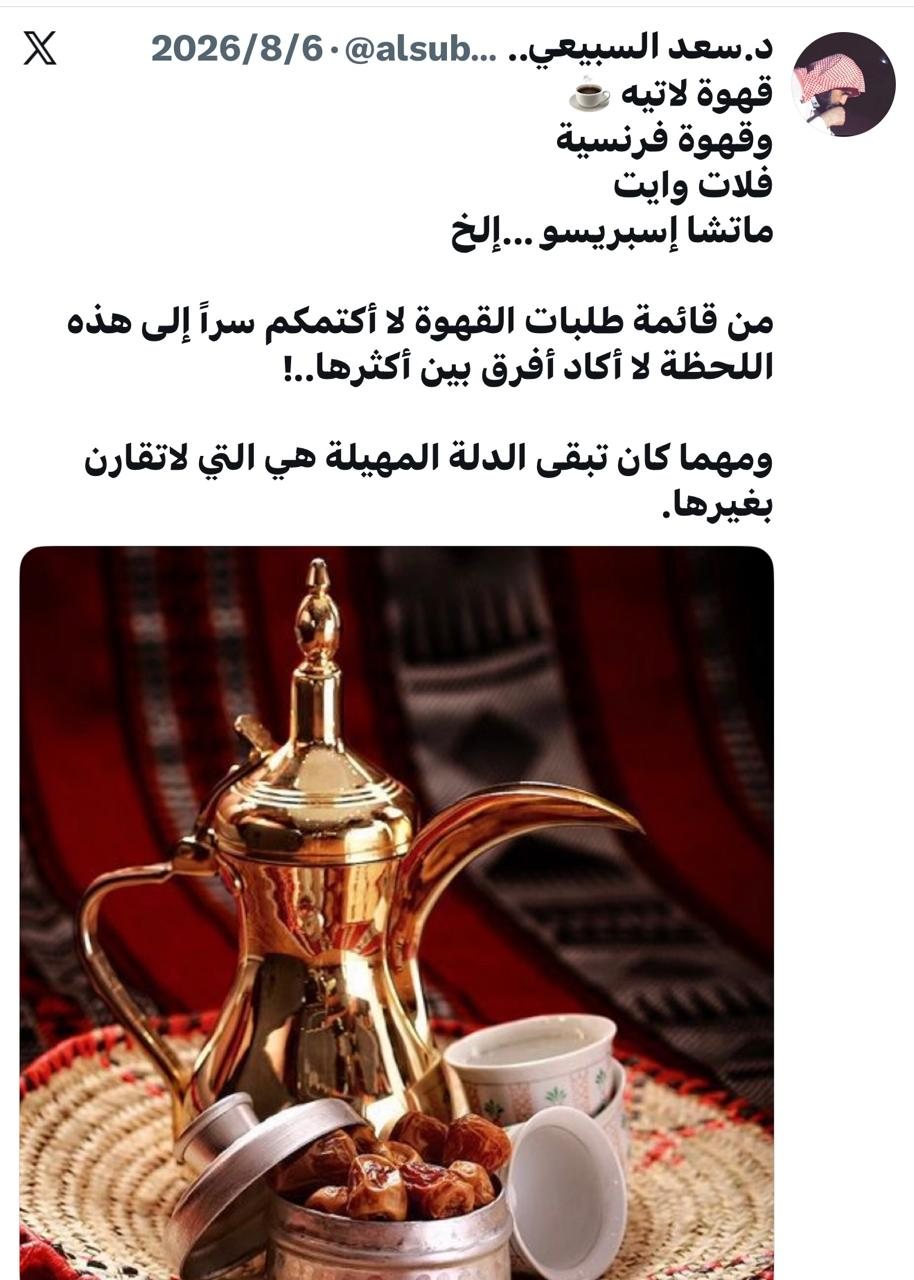 د.سعد السبيعي.. @alsub... · 2026/8/6
قهوة لاتيه ☕
وقهوة فرنسية
فلات وايت
ماتشا إسبريسو ...إلخ
من قائمة طلبات القهوة لا أكتمكم سراً إلى هذه
اللحظة لا أكاد أفرق بين أكثرها..!
ومهما كان تبقى الدلة المهيلة هي التي لاتقارن
بغيرها.